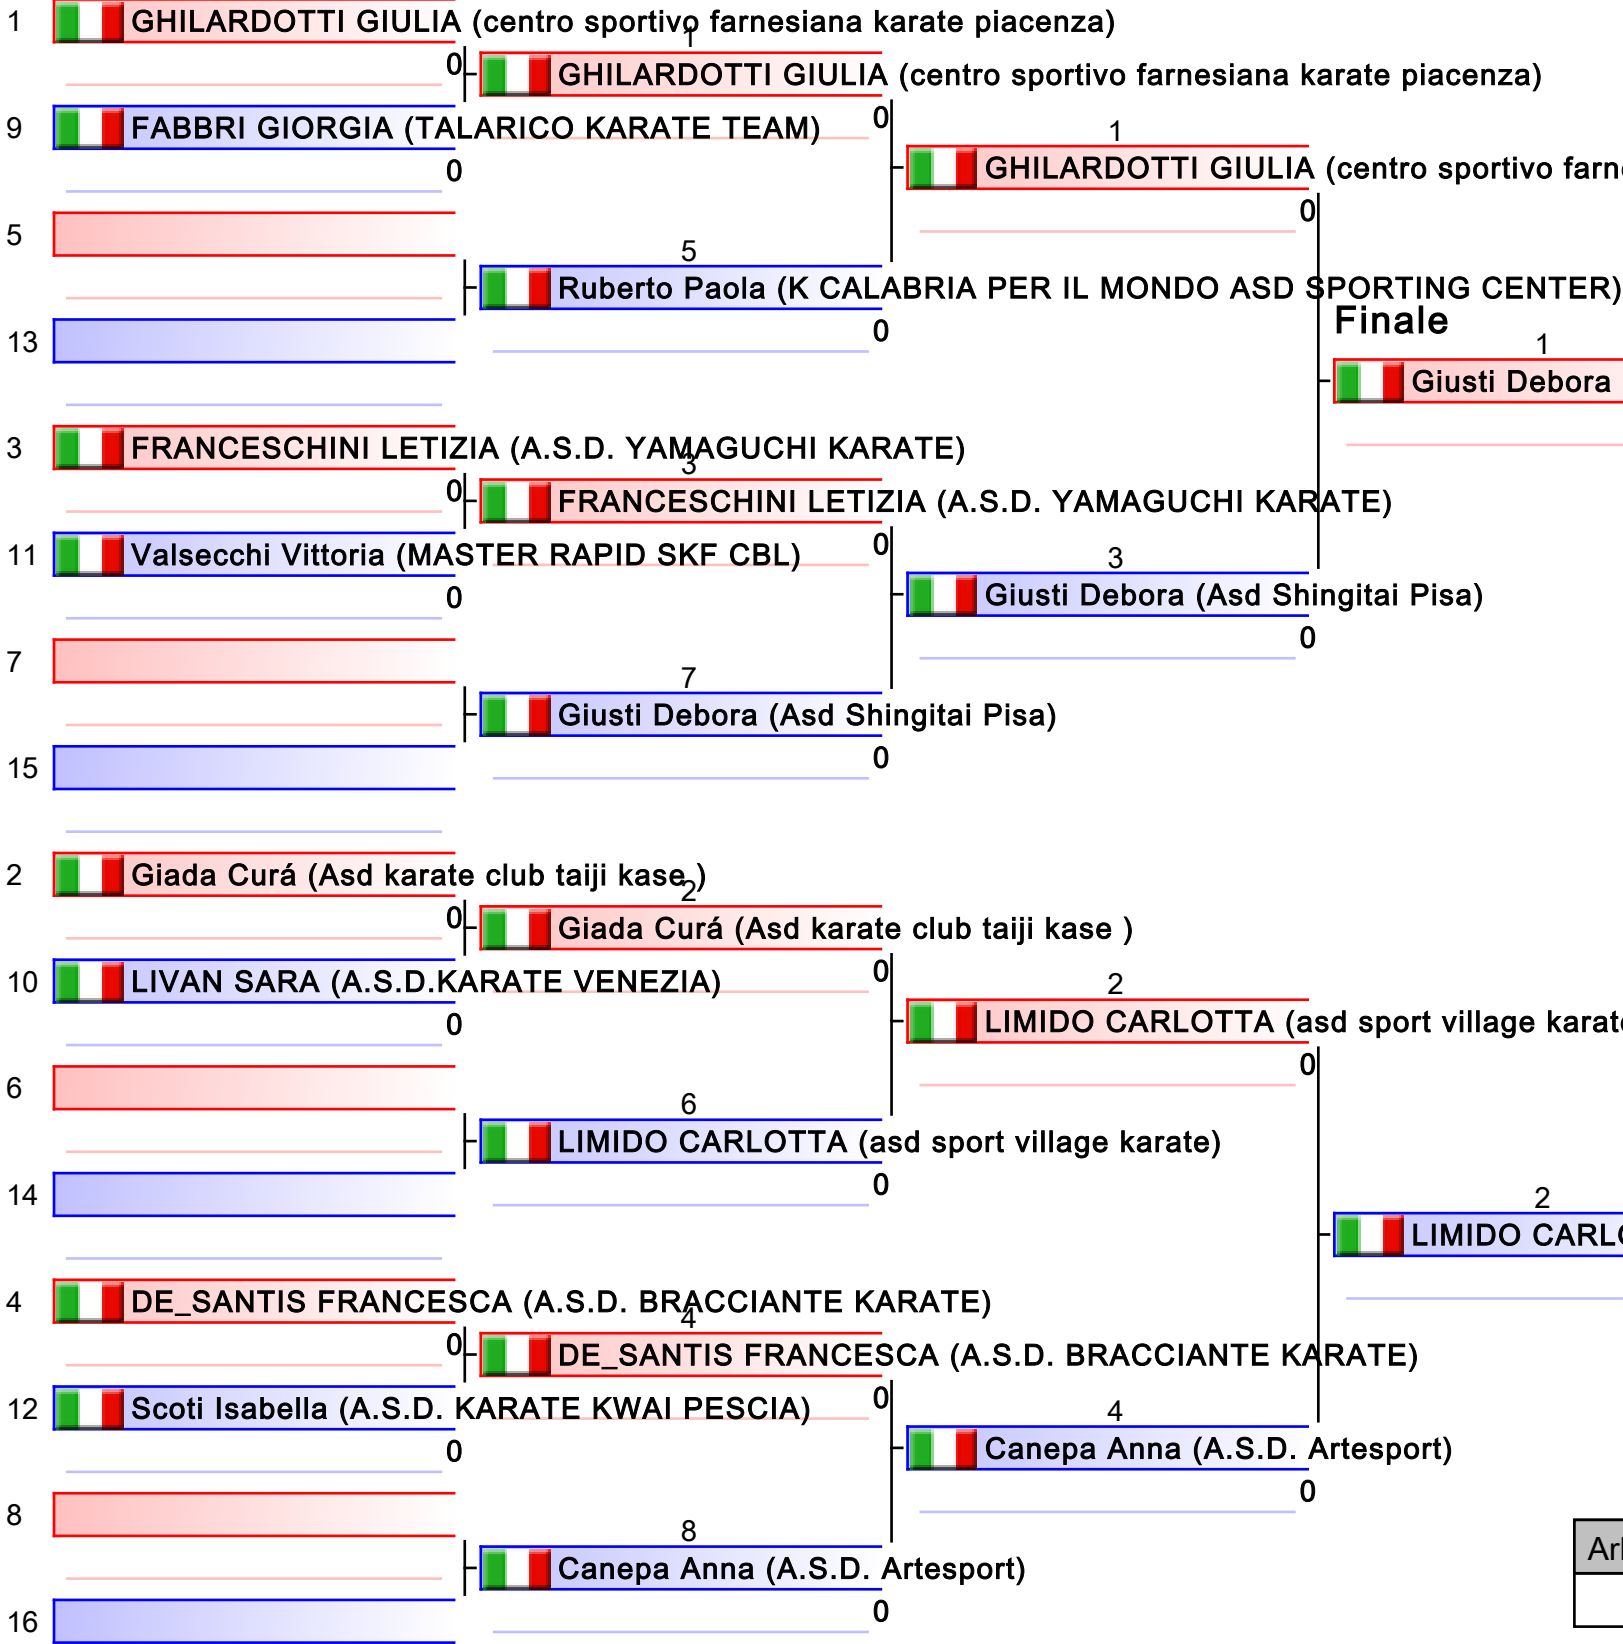 1 GHILARDOTTI GIULIA (centro sportivo farnesiana karate piacenza)
0
9 FABBRI GIORGIA (TALARICO KARATE TEAM)
0
5
13
3 FRANCESCHINI LETIZIA (A.S.D. YAMAGUCHI KARATE)
0
11 Valsecchi Vittoria (MASTER RAPID SKF CBL)
0
7
15
2 Giada Curá (Asd karate club taiji kase )
0
10 LIVAN SARA (A.S.D.KARATE VENEZIA)
0
6
14
4 DE_SANTIS FRANCESCA (A.S.D. BRACCIANTE KARATE)
0
12 Scoti Isabella (A.S.D. KARATE KWAI PESCIA)
0
8
16
1
GHILARDOTTI GIULIA (centro sportivo farnesiana karate piacenza)
0
5
Ruberto Paola (K CALABRIA PER IL MONDO ASD SPORTING CENTER)
0
3
FRANCESCHINI LETIZIA (A.S.D. YAMAGUCHI KARATE)
0
7
Giusti Debora (Asd Shingitai Pisa)
0
2
Giada Curá (Asd karate club taiji kase )
0
6
LIMIDO CARLOTTA (asd sport village karate)
0
4
DE_SANTIS FRANCESCA (A.S.D. BRACCIANTE KARATE)
0
8
Canepa Anna (A.S.D. Artesport)
0
1
GHILARDOTTI GIULIA (centro sportivo
0
3
Giusti Debora (Asd Shingitai Pisa)
0
2
LIMIDO CARLOTTA (asd sport village karate
0
4
Canepa Anna (A.S.D. Artesport)
0
Finale
1
Giusti Debora
2
LIMIDO